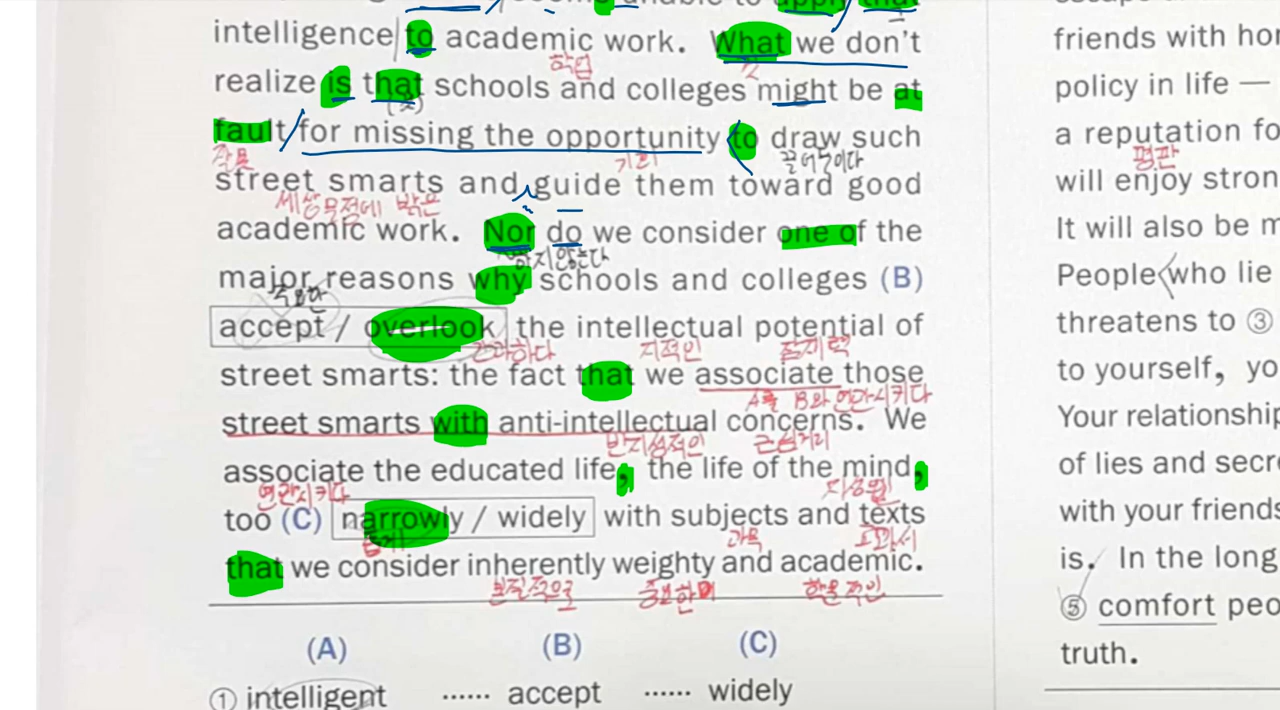 intelligence to academic work. What we don't
학업
realize is that schools and colleges might be at
fault for missing the opportunity to draw such
잘못
기회
끌어내다
street smarts and guide them toward good
세상 물정에 밝은
academic work. Nor do we consider one of the
하지 않는다
major reasons why schools and colleges (B)
주요한
accept / overlook the intellectual potential of
간과하다
지적인
잠재력
street smarts: the fact that we associate those
A를 B와 연관시키다
street smarts with anti-intellectual concerns. We
반지성적인
근심거리
associate the educated life, the life of the mind,
연관시키다
too (C) narrowly / widely with subjects and texts
좁게
과목
교과서
that we consider inherently weighty and academic.
본질적으로
중요한
학술적인
(A) (B) (C)
① intelligent ...... accept ...... widely
friends with hon
policy in life —
a reputation fo
평판
will enjoy stron
It will also be m
People who lie
threatens to ③
to yourself, yo
Your relationship
of lies and secre
with your friends
is. In the long
⑤ comfort peo
truth.